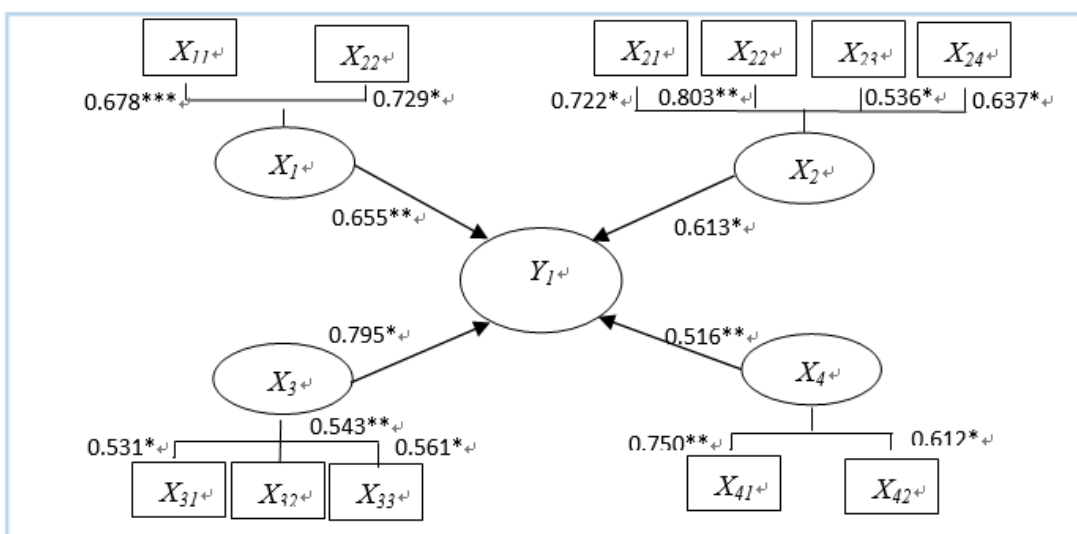 X11↵ X22↵ X21↵ X22↵ X23↵ X24↵
0.678***↵ 0.729*↵ 0.722*↵ 0.803**↵ 0.536*↵ 0.637*↵
X1↵ X2↵
0.655**↵ 0.613*↵
Y1↵
0.795*↵ 0.516**↵
X3↵ X4↵
0.531*↵ 0.543**↵ 0.561*↵ 0.750**↵ 0.612*↵
X31↵ X32↵ X33↵ X41↵ X42↵